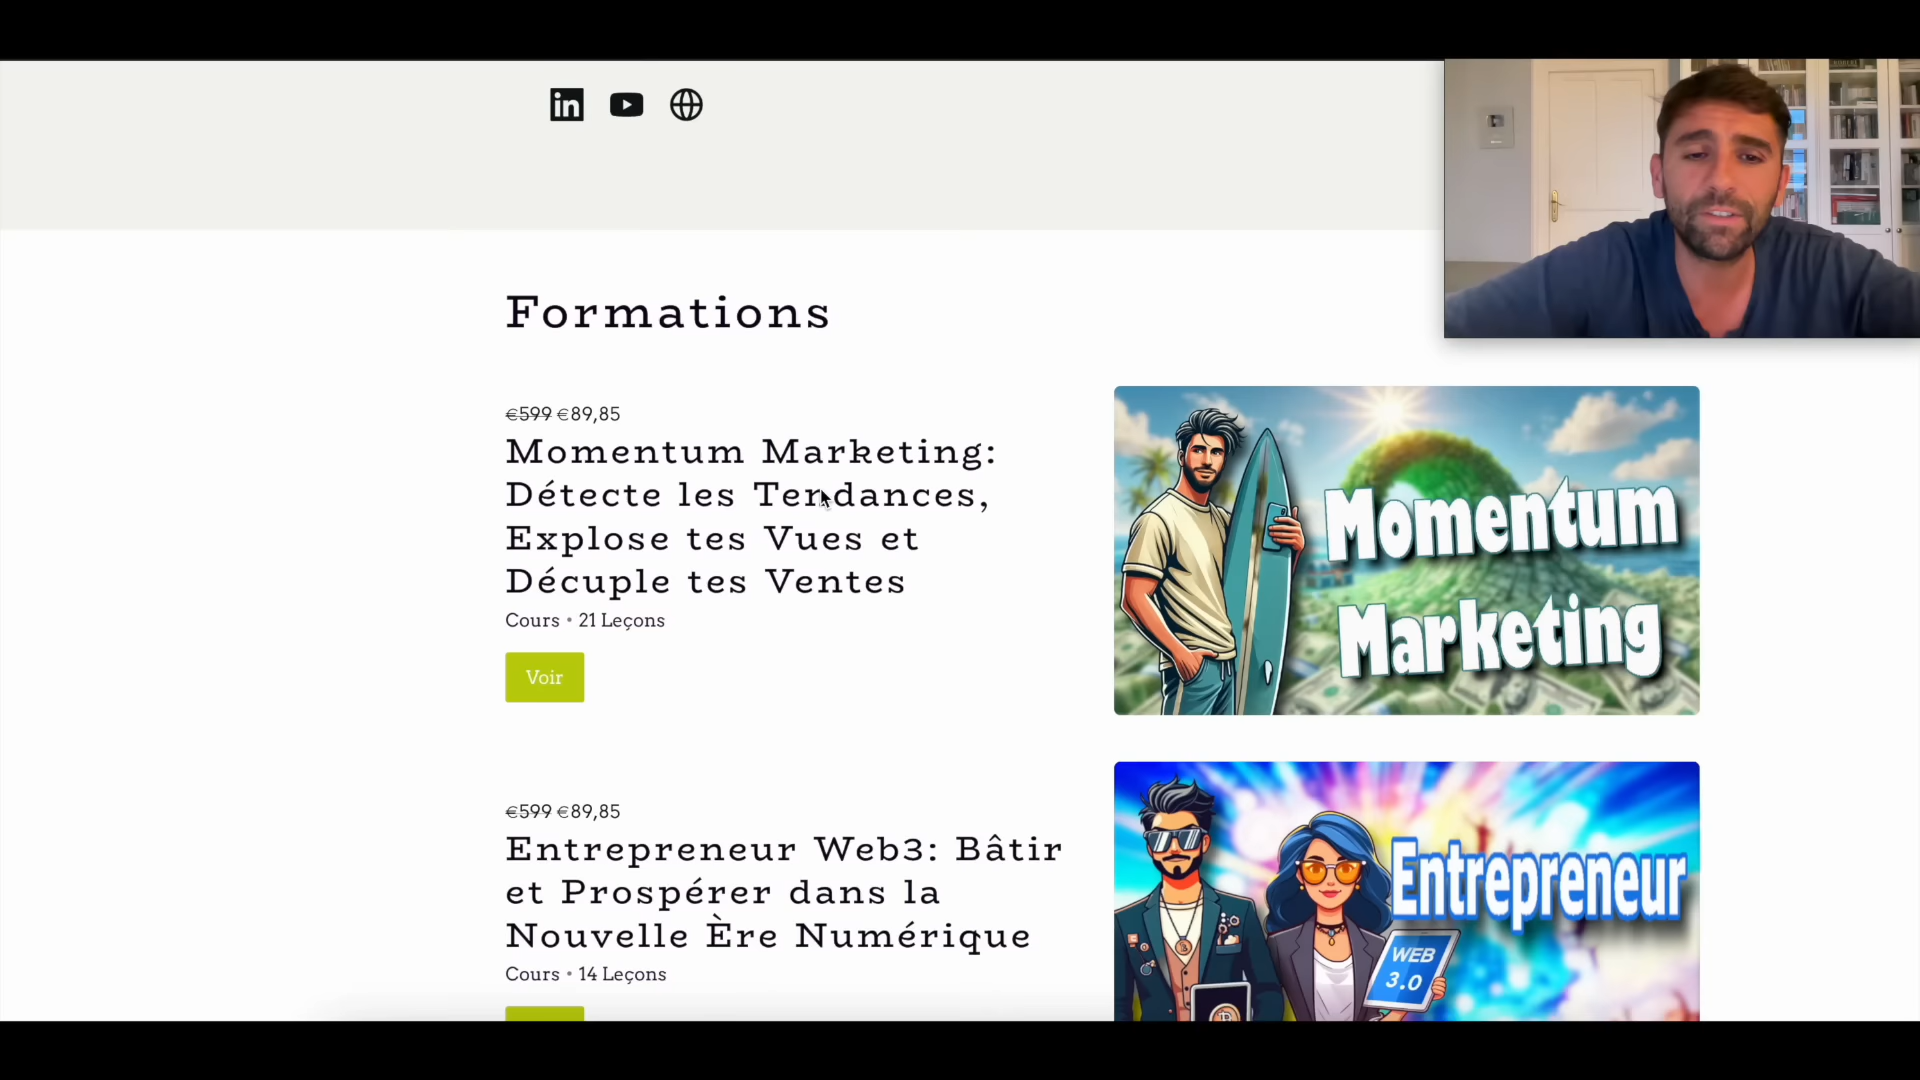 in
Formations
€599 €89,85
Momentum Marketing:
Détecte les Tendances,
Explose tes Vues et
Décuple tes Ventes
Cours • 21 Leçons
Voir
Momentum
Marketing
€599 €89,85
Entrepreneur Web3: Bâtir
et Prospérer dans la
Nouvelle Ère Numérique
Cours • 14 Leçons
Entrepreneur
WEB
3.0